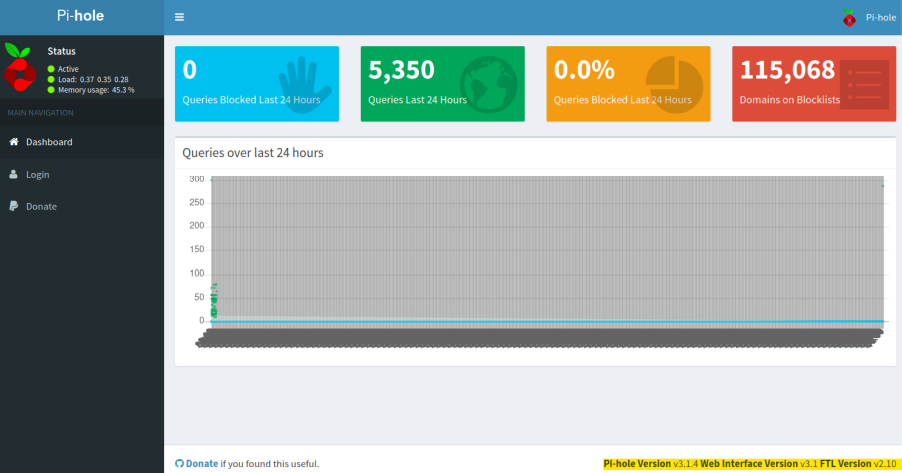 Pi-hole
Pi-hole
Status
Active
Load: 0.37 0.35 0.28
Memory usage: 45.3 %
MAIN NAVIGATION
Dashboard
Login
Donate
0
Queries Blocked Last 24 Hours
5,350
Queries Last 24 Hours
0.0%
Queries Blocked Last 24 Hours
115,068
Domains on Blocklists
Queries over last 24 hours
300
250
200
150
100
50
0
Donate if you found this useful.
Pi-hole Version v3.1.4 Web Interface Version v3.1 FTL Version v2.10